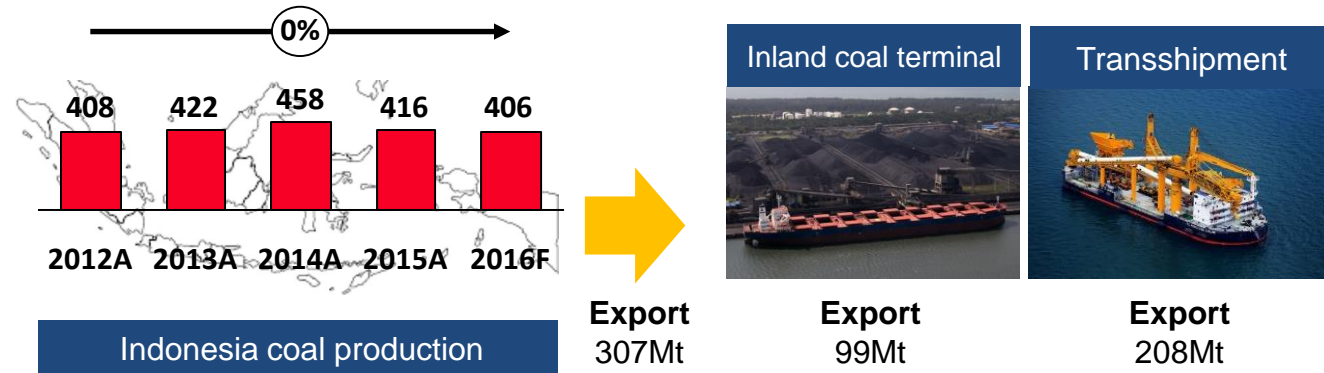 0%
408 422 458 416 406
2012A 2013A 2014A 2015A 2016F
Indonesia coal production
Export
307Mt
Inland coal terminal
Export
99Mt
Transshipment
Export
208Mt